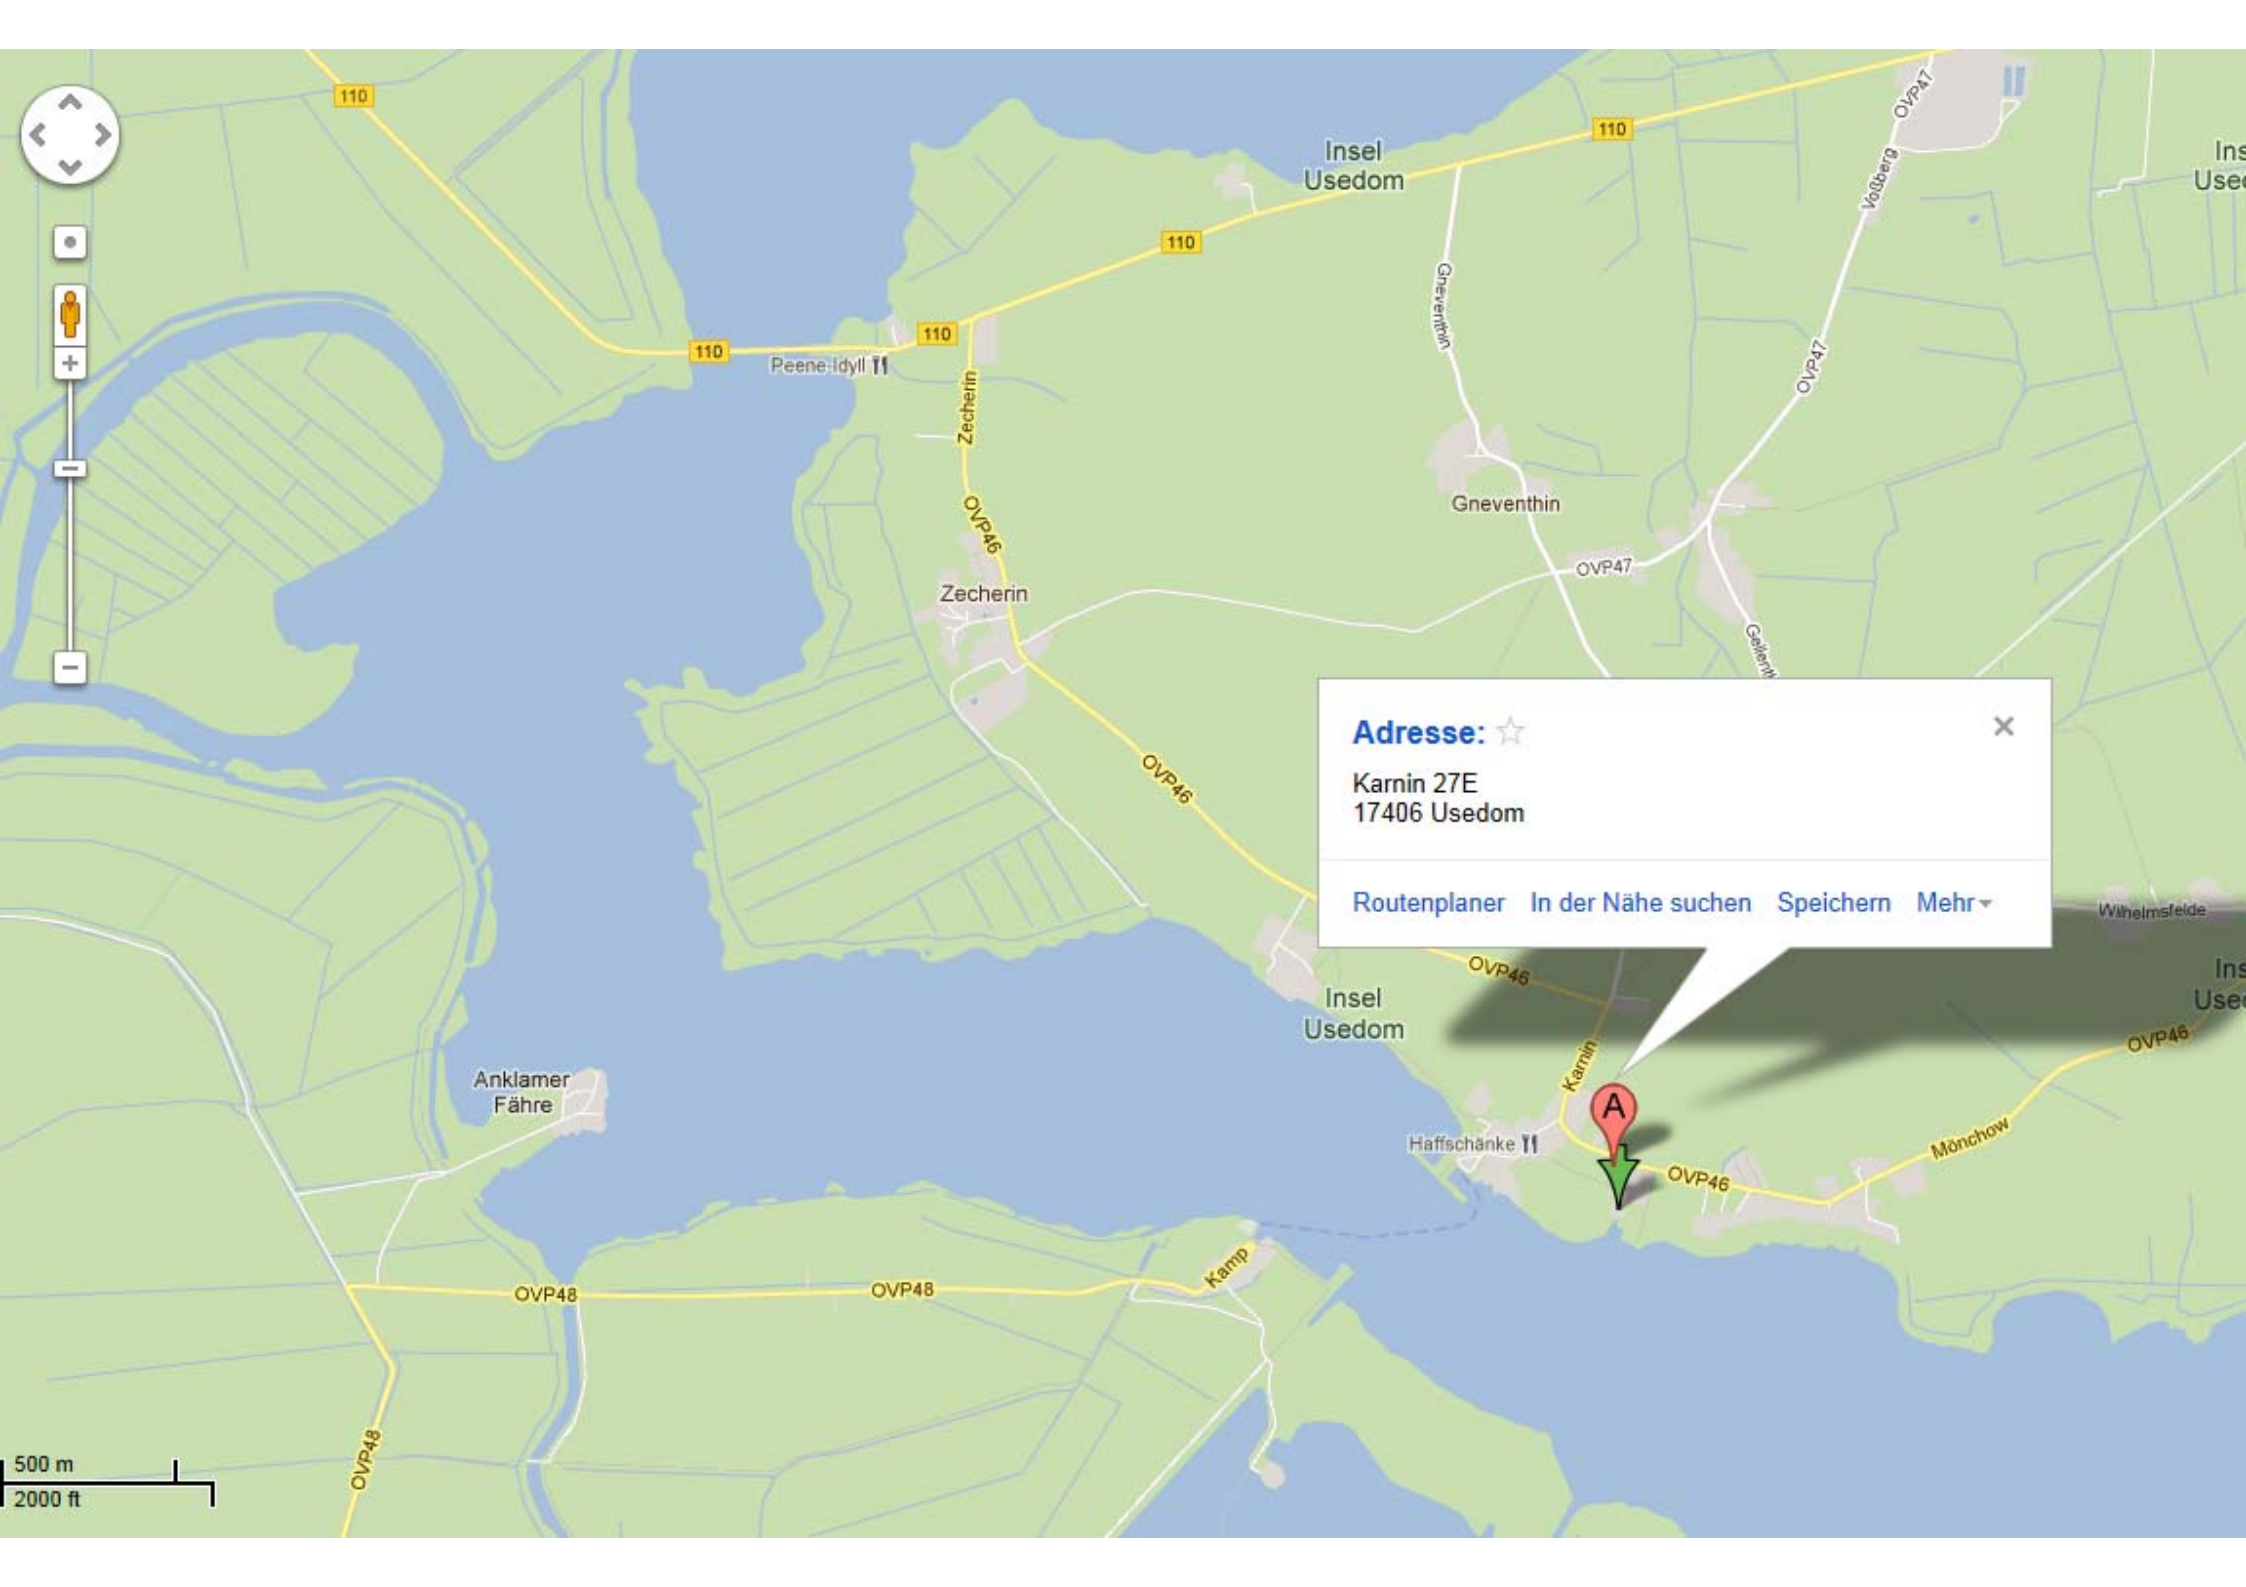 110
OVP47
110
Insel
Usedom
Ins
Use
Voßberg
110
Gneventhin
110
110
Peene-Idyll
Zecherin
OVP47
OVP46
Gneventhin
OVP47
Zecherin
Gellenth
Adresse:
Karnin 27E
17406 Usedom
Routenplaner In der Nähe suchen Speichern Mehr
OVP46
Wilhelmsfelde
OVP46
Ins
Use
Insel
Usedom
OVP46
Karnin
Anklamer
Fähre
A
Haffschänke
Mönchow
OVP46
Kamp
OVP48
OVP48
OVP48
500 m
2000 ft